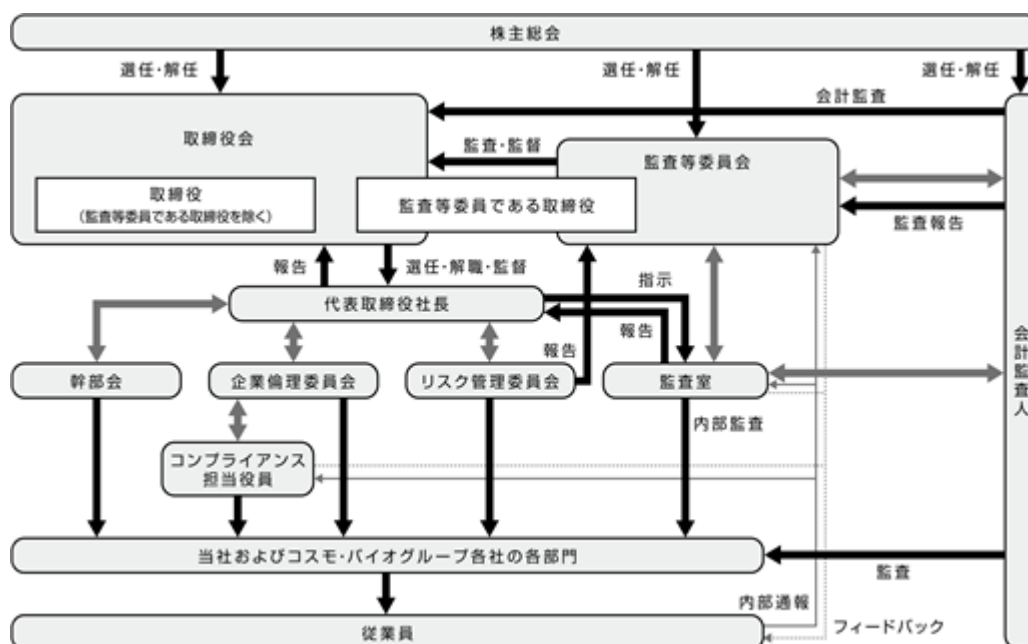 株主総会
選任・解任
選任・解任
選任・解任
会計監査
取締役会
監査・監督
監査等委員会
取締役
（監査等委員である取締役を除く）
監査等委員である取締役
監査報告
報告
選任・解職・監督
指示
代表取締役社長
報告
報告
会計監査人
幹部会
企業倫理委員会
リスク管理委員会
監査室
内部監査
コンプライアンス
担当役員
当社およびコスモ・バイオグループ各社の各部門
監査
内部通報
従業員
フィードバック